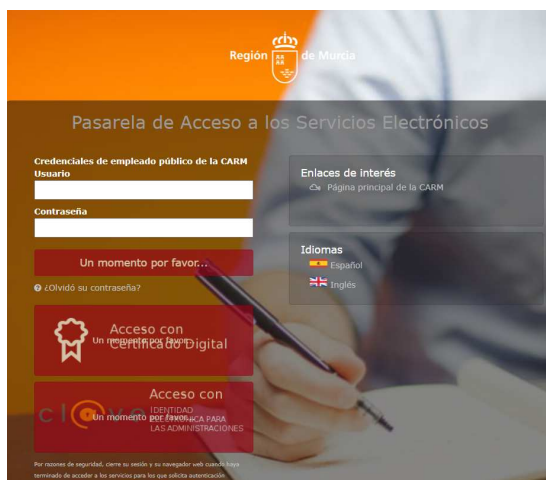 Región de Murcia
Pasarela de Acceso a los Servicios Electrónicos
Credenciales de empleado público de la CARM
Usuario
Contraseña
Un momento por favor...
¿Olvidó su contraseña?
Acceso con
Certificado Digital
Un momento por favor...
Acceso con
cl@ve
IDENTIDAD
ELECTRÓNICA PARA
LAS ADMINISTRACIONES
Un momento por favor...
Por razones de seguridad, cierre su sesión y su navegador web cuando haya
terminado de acceder a los servicios para los que solicita autenticación
Enlaces de interés
Página principal de la CARM
Idiomas
Español
Inglés